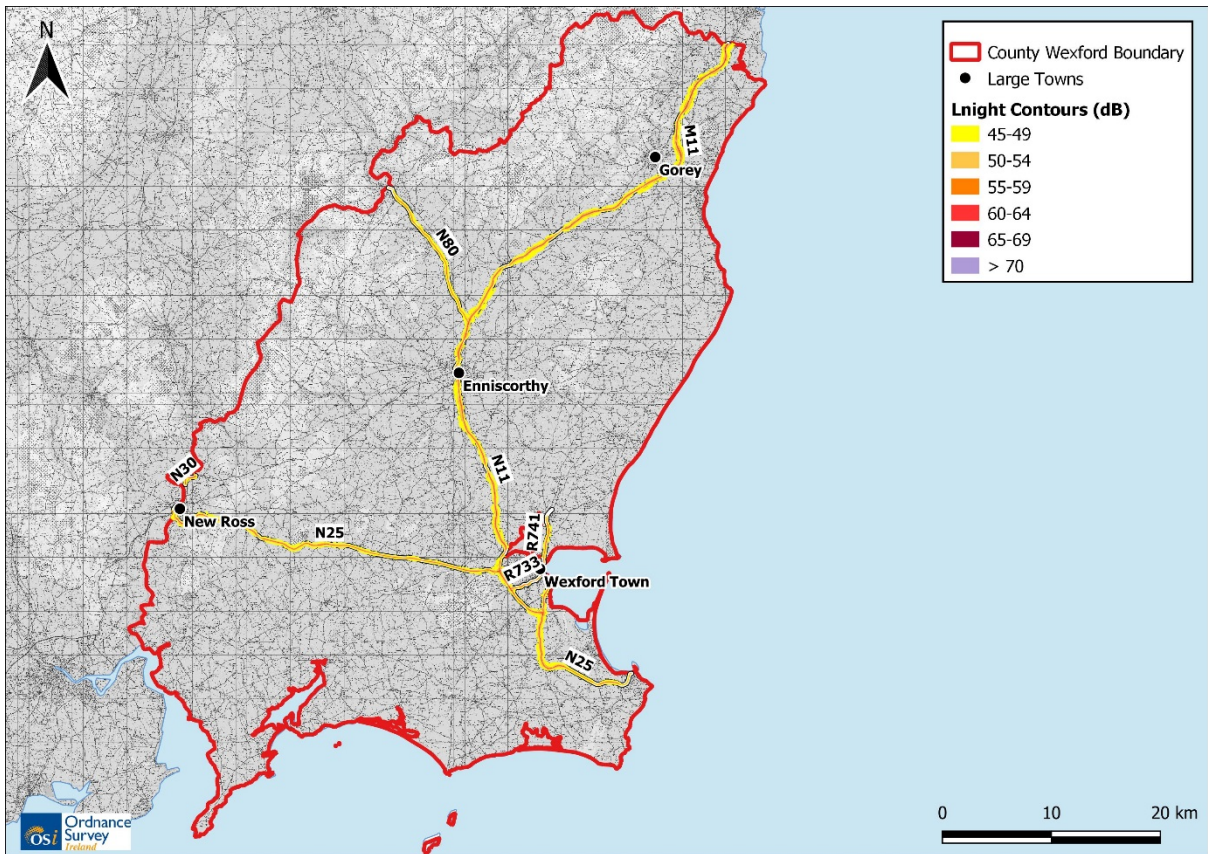 N
County Wexford Boundary
Large Towns
Lnight Contours (dB)
45-49
50-54
55-59
60-64
65-69
> 70
M11
Gorey
N80
Enniscorthy
N11
N30
New Ross
N25
R741
R733
Wexford Town
N25
0 10 20 km
osi Ordnance
Survey
Ireland